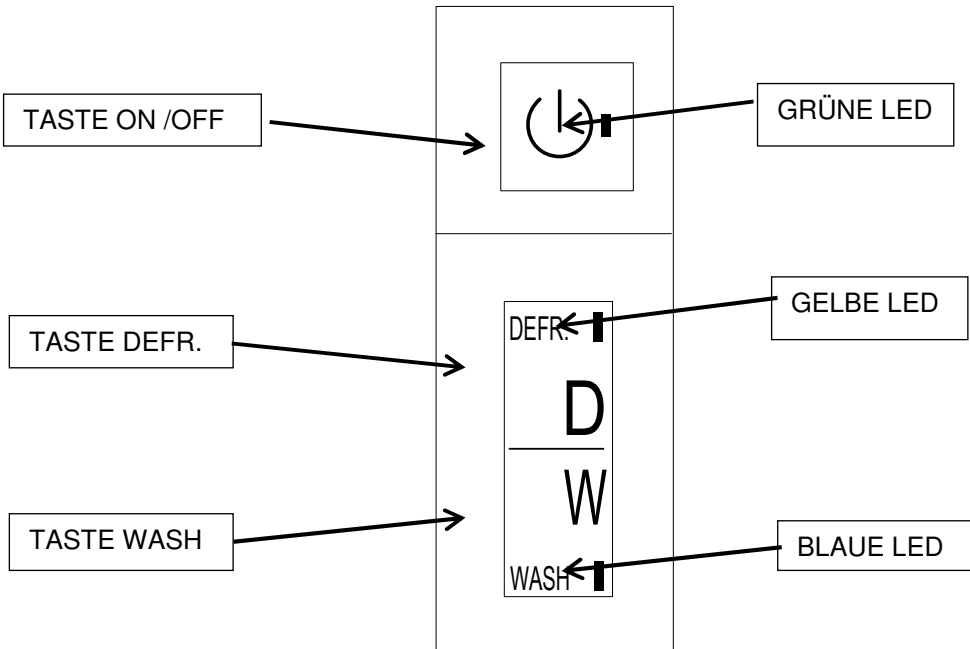 TASTE ON /OFF
GRÜNE LED
DEFR.
GELBE LED
TASTE DEFR.
D
W
TASTE WASH
WASH
BLAUE LED